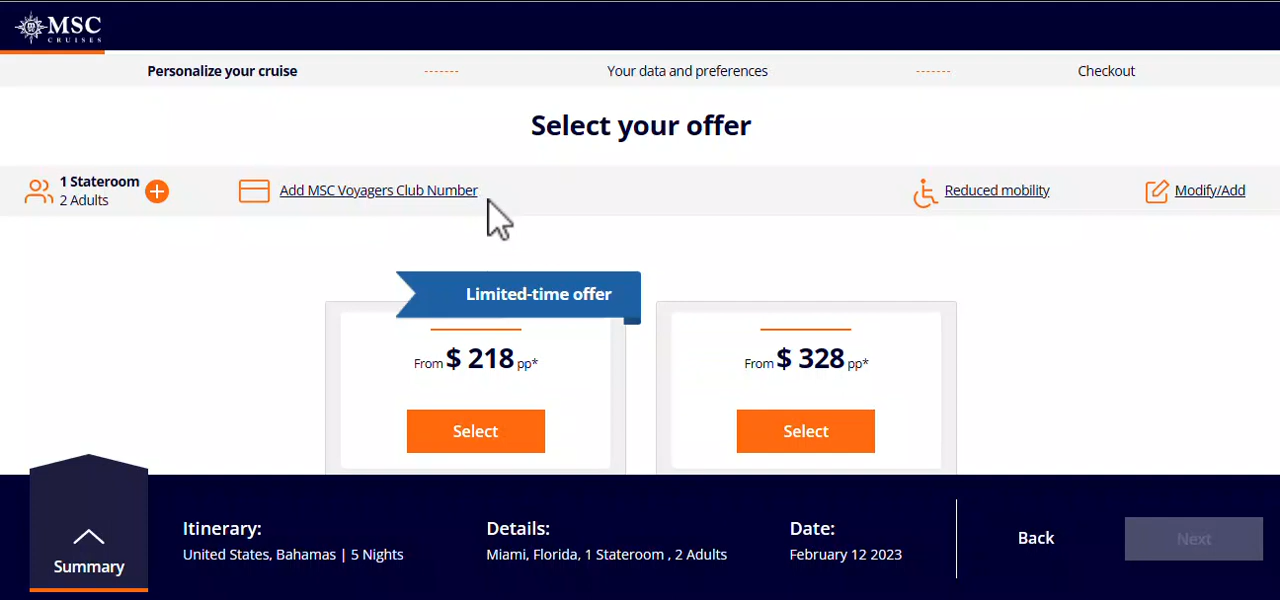 MSC
CRUISES
Personalize your cruise
-------
Your data and preferences
-------
Checkout
Select your offer
1 Stateroom
2 Adults
Add MSC Voyagers Club Number
Reduced mobility
Modify/Add
Limited-time offer
From $ 218 pp*
From $ 328 pp*
Select
Select
Summary
Itinerary:
United States, Bahamas | 5 Nights
Details:
Miami, Florida, 1 Stateroom , 2 Adults
Date:
February 12 2023
Back
Next